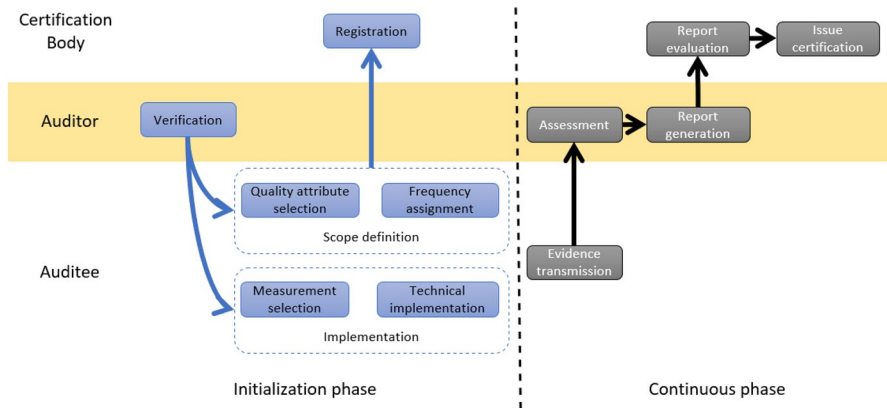 Certification
Body
Registration
Report
evaluation
Issue
certification
Auditor
Verification
Assessment
Report
generation
Auditee
Quality attribute
selection
Frequency
assignment
Scope definition
Evidence
transmission
Measurement
selection
Technical
implementation
Implementation
Initialization phase
Continuous phase